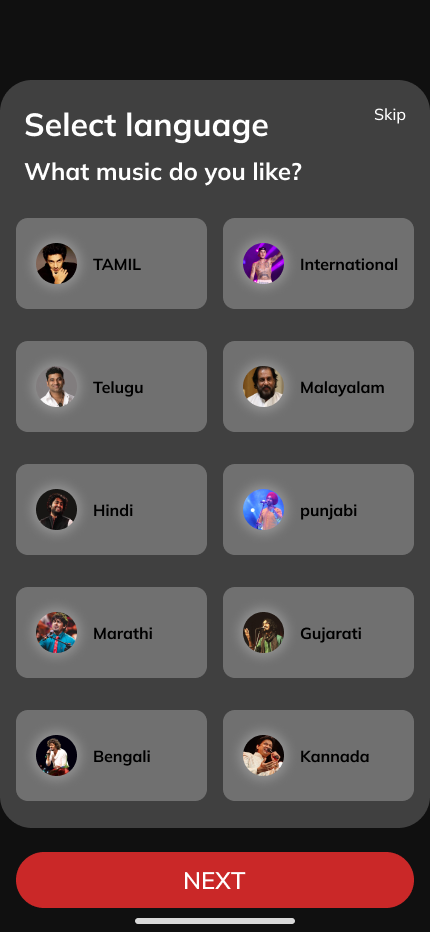 Skip
Select language
What music do you like?
TAMIL
International
Telugu
Malayalam
Hindi
punjabi
Marathi
Gujarati
Bengali
Kannada
NEXT